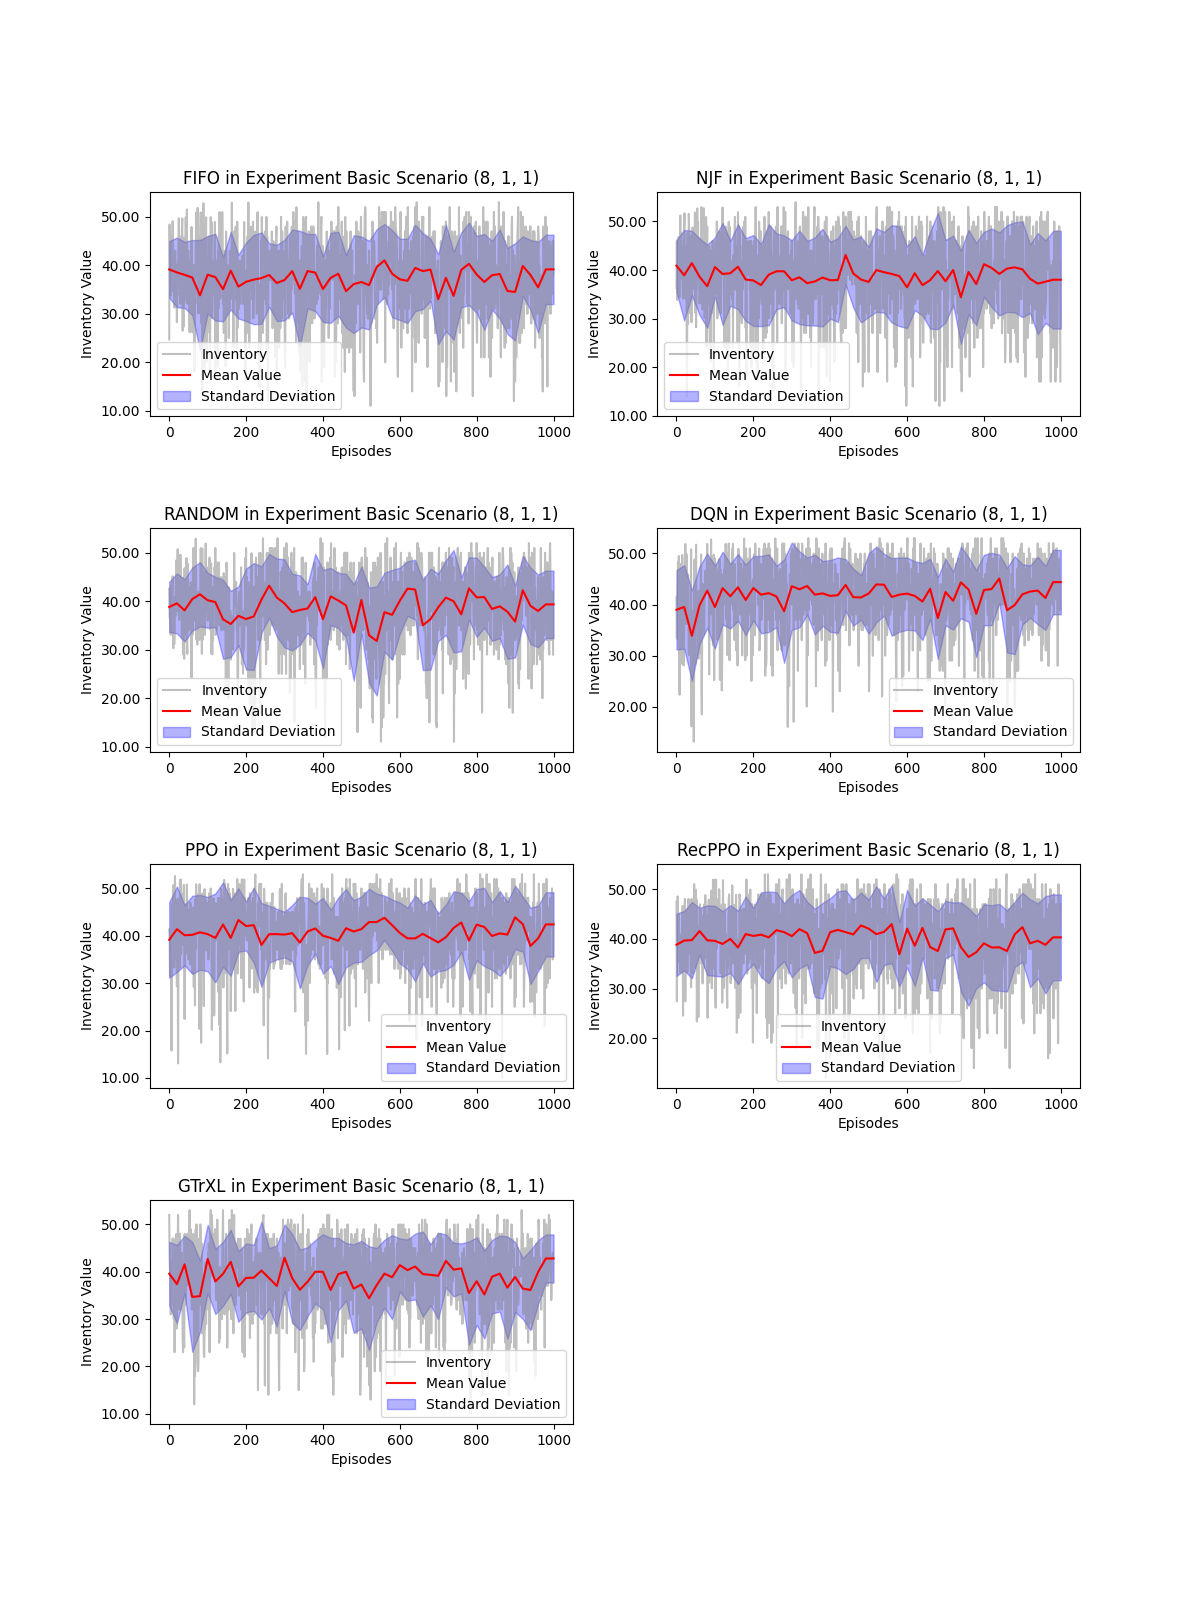 FIFO in Experiment Basic Scenario (8, 1, 1)
Inventory Value
50.00
40.00
30.00
20.00
10.00
Inventory
Mean Value
Standard Deviation
0 200 400 600 800 1000
Episodes
NJF in Experiment Basic Scenario (8, 1, 1)
Inventory Value
50.00
40.00
30.00
20.00
10.00
Inventory
Mean Value
Standard Deviation
0 200 400 600 800 1000
Episodes
RANDOM in Experiment Basic Scenario (8, 1, 1)
Inventory Value
50.00
40.00
30.00
20.00
10.00
Inventory
Mean Value
Standard Deviation
0 200 400 600 800 1000
Episodes
DQN in Experiment Basic Scenario (8, 1, 1)
Inventory Value
50.00
40.00
30.00
20.00
Inventory
Mean Value
Standard Deviation
0 200 400 600 800 1000
Episodes
PPO in Experiment Basic Scenario (8, 1, 1)
Inventory Value
50.00
40.00
30.00
20.00
10.00
Inventory
Mean Value
Standard Deviation
0 200 400 600 800 1000
Episodes
RecPPO in Experiment Basic Scenario (8, 1, 1)
Inventory Value
50.00
40.00
30.00
20.00
Inventory
Mean Value
Standard Deviation
0 200 400 600 800 1000
Episodes
GTrXL in Experiment Basic Scenario (8, 1, 1)
Inventory Value
50.00
40.00
30.00
20.00
10.00
Inventory
Mean Value
Standard Deviation
0 200 400 600 800 1000
Episodes